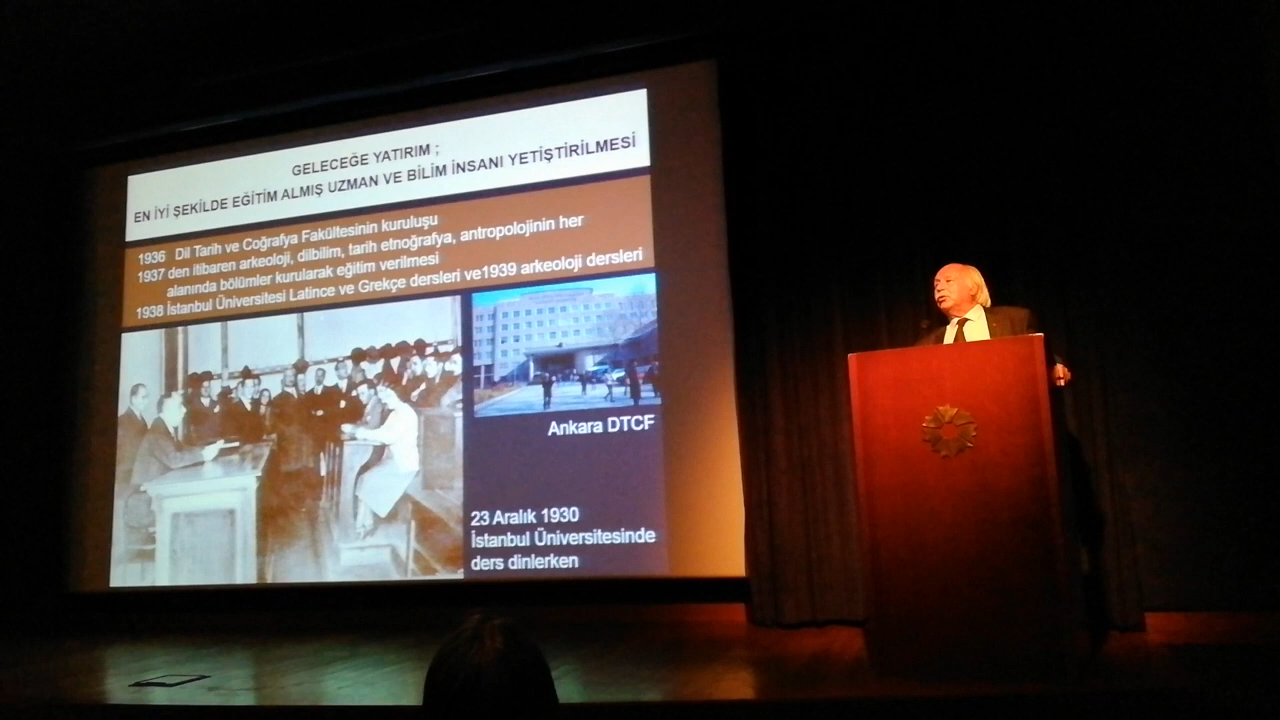 GELECEĞE YATIRIM ;
EN İYİ ŞEKİLDE EĞİTİM ALMIŞ UZMAN VE BİLİM İNSANI YETİŞTİRİLMESİ
1936 Dil Tarih ve Coğrafya Fakültesinin kuruluşu
1937 den itibaren arkeoloji, dilbilim, tarih etnoğrafya, antropolojinin her
alanında bölümler kurularak eğitim verilmesi
1938 İstanbul Üniversitesi Latince ve Grekçe dersleri ve1939 arkeoloji dersleri
Ankara DTCF
23 Aralık 1930
İstanbul Üniversitesinde
ders dinlerken